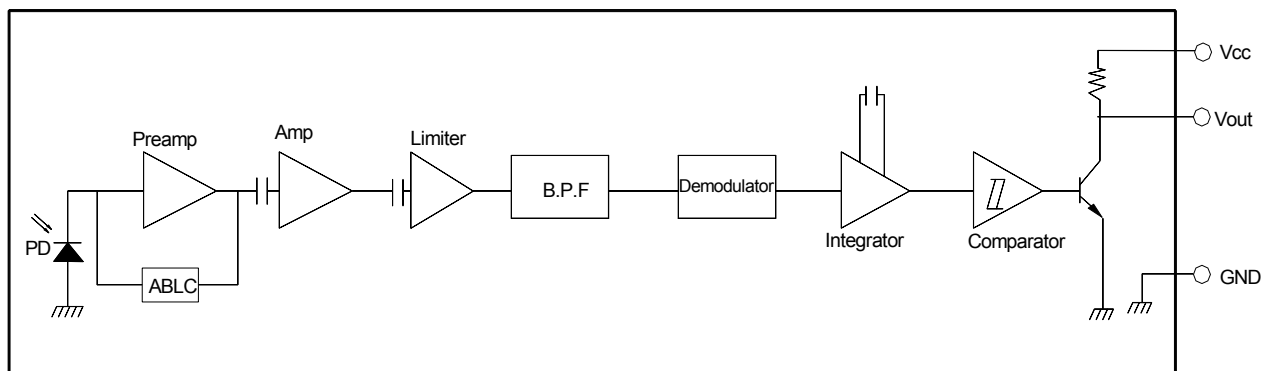 Vcc
Vout
Preamp
Amp
Limiter
B.P.F
Demodulator
Integrator
Comparator
PD
ABLC
GND